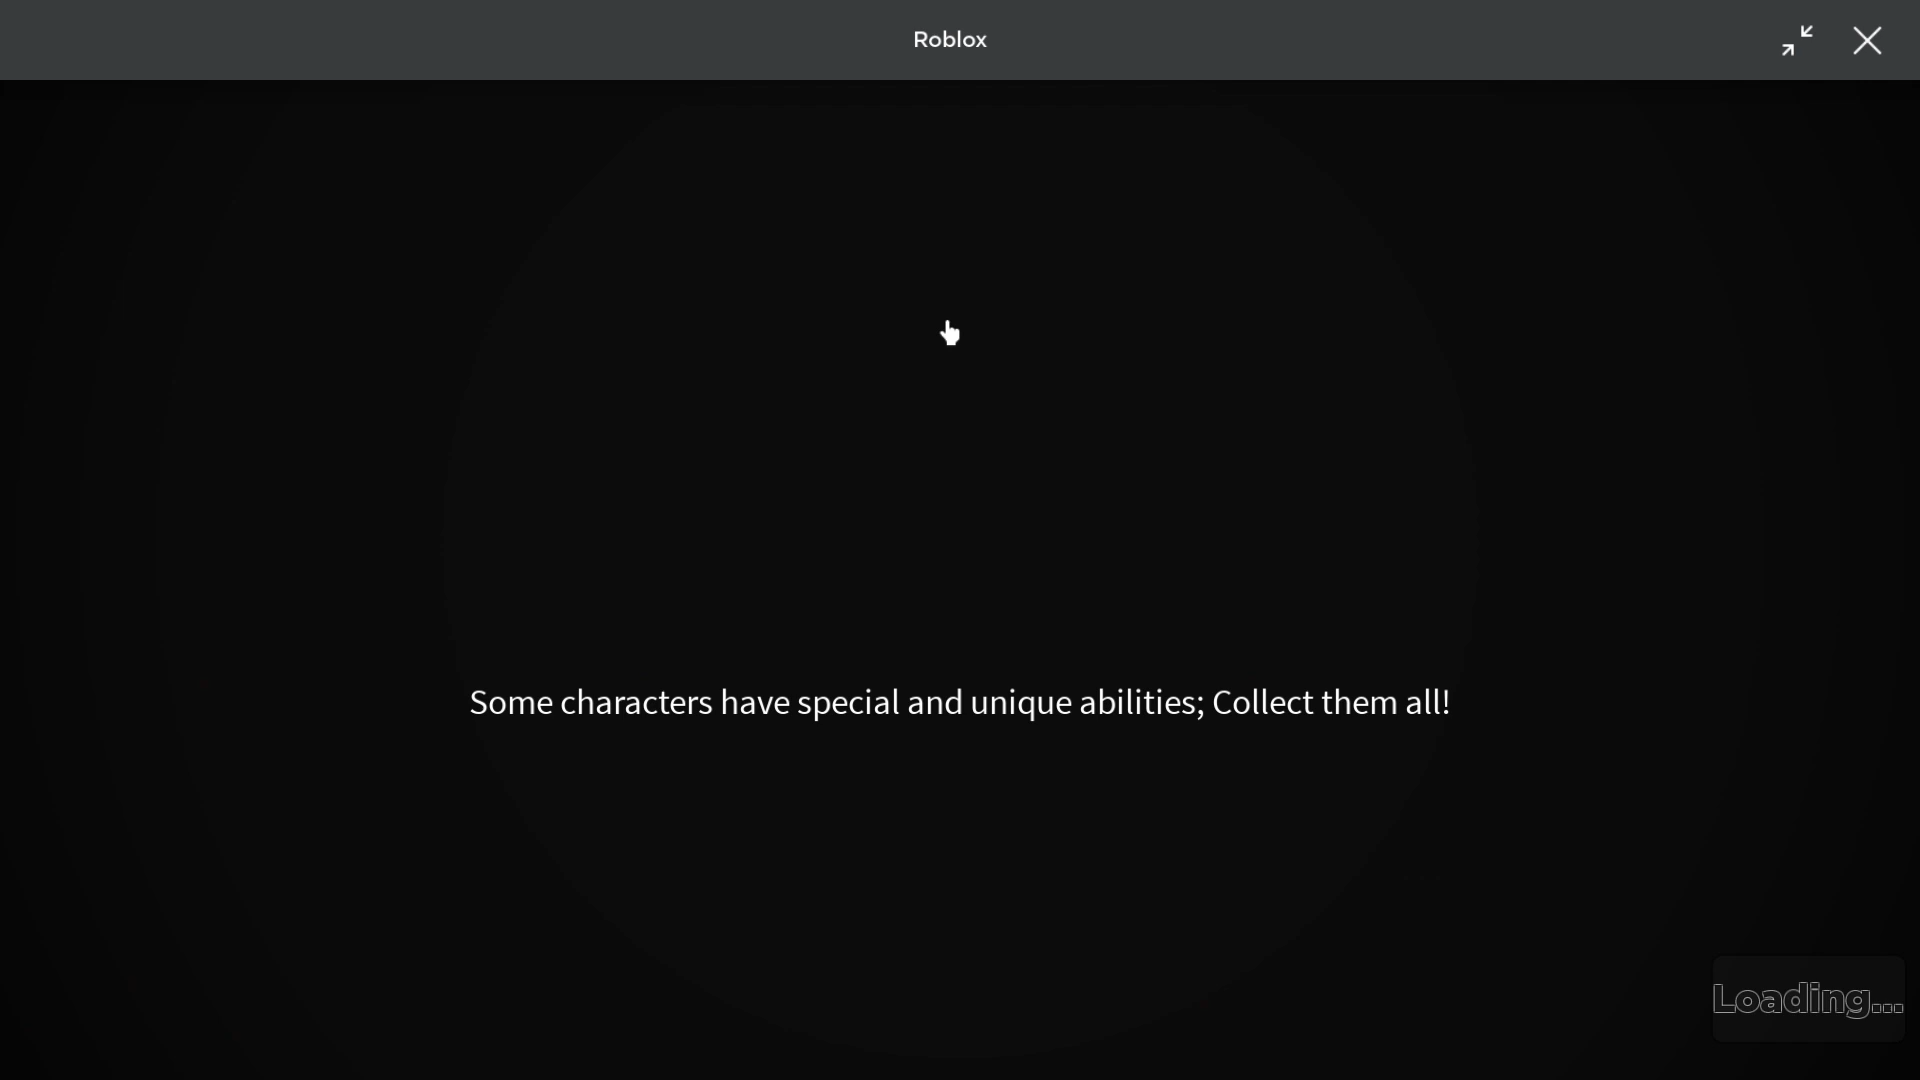 Roblox
Some characters have special and unique abilities; Collect them all!
Loading...